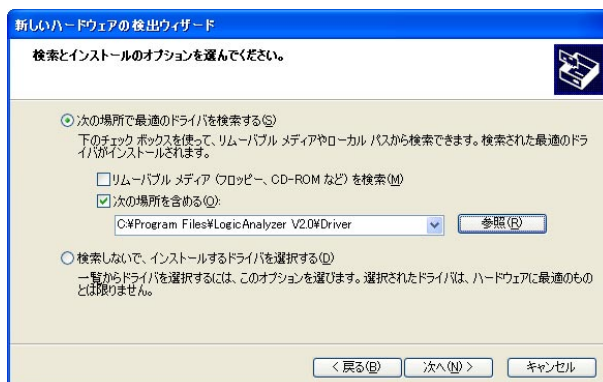 新しいハードウェアの検出ウィザード
検索とインストールのオプションを選んでください。
次の場所で最適のドライバを検索する(S)
下のチェック ボックスを使って、リムーバブル メディアやローカル パスから検索できます。検索された最適のドラ
イバがインストールされます。
リムーバブル メディア (フロッピー、CD-ROM など) を検索(M)
次の場所を含める(O):
C:¥Program Files¥LogicAnalyzer V2.0¥Driver
参照(R)
検索しないで、インストールするドライバを選択する(D)
一覧からドライバを選択するには、このオプションを選びます。選択されたドライバは、ハードウェアに最適のもの
とは限りません。
< 戻る(B)
次へ(N) >
キャンセル